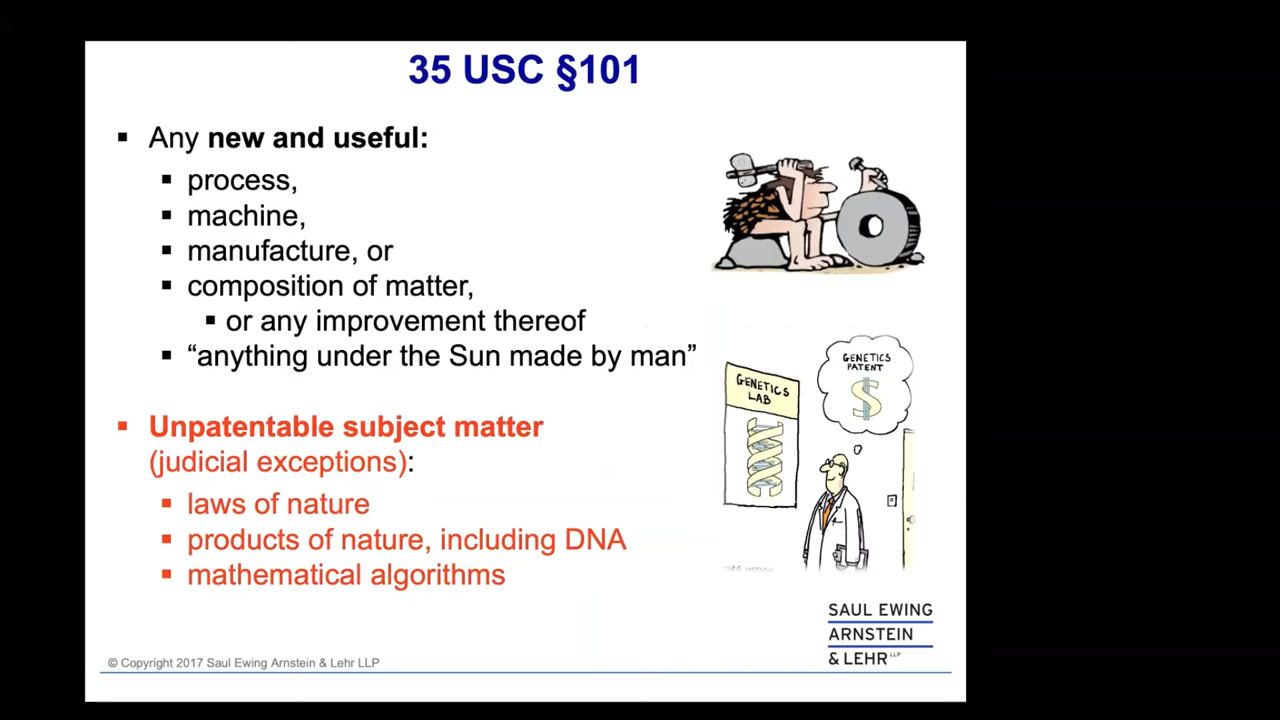 35 USC §101
▪ Any new and useful:
▪ process,
▪ machine,
▪ manufacture, or
▪ composition of matter,
▪ or any improvement thereof
▪ “anything under the Sun made by man”
▪ Unpatentable subject matter
(judicial exceptions):
▪ laws of nature
▪ products of nature, including DNA
▪ mathematical algorithms
GENETICS
LAB
GENETICS
PATENT
$
SAUL EWING
ARNSTEIN
& LEHR LLP
© Copyright 2017 Saul Ewing Arnstein & Lehr LLP